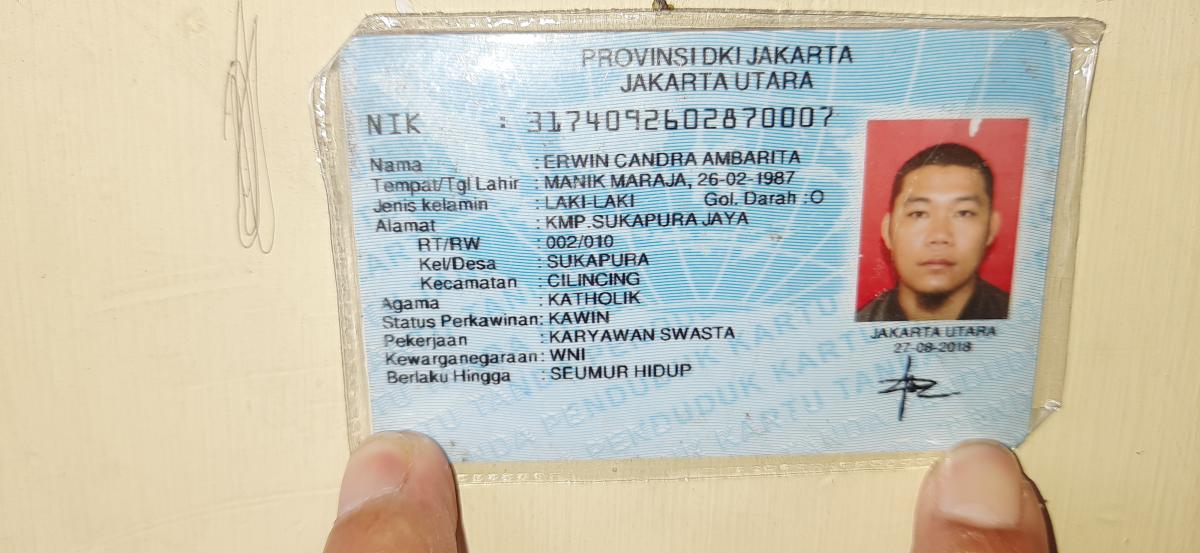 PROVINSI DKI JAKARTA
JAKARTA UTARA
NIK : 3174092602870007
Nama : ERWIN CANDRA AMBARITA
Tempat/Tgl Lahir : MANIK MARAJA, 26-02-1987
Jenis kelamin : LAKI-LAKI Gol. Darah : O
Alamat : KMP.SUKAPURA JAYA
RT/RW : 002/010
Kel/Desa : SUKAPURA
Kecamatan : CILINCING
Agama : KATHOLIK
Status Perkawinan: KAWIN
Pekerjaan : KARYAWAN SWASTA
Kewarganegaraan: WNI
Berlaku Hingga : SEUMUR HIDUP
JAKARTA UTARA
27-08-2018